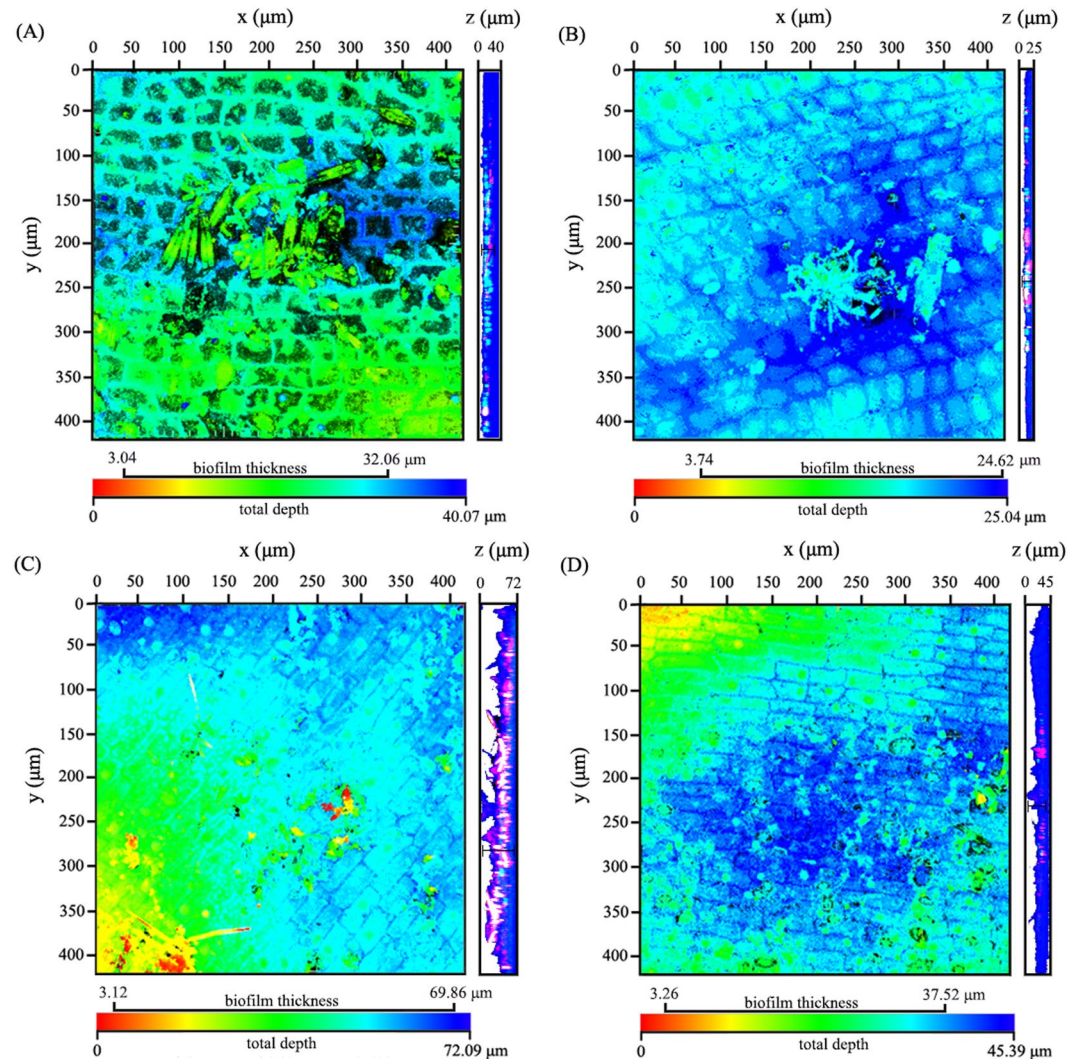 (A)
x (μm)
z (μm)
0 50 100 150 200 250 300 350 400
0 40
y (μm)
0
50
100
150
200
250
300
350
400
3.04
biofilm thickness
32.06 μm
0
total depth
40.07 μm
(B)
x (μm)
z (μm)
0 50 100 150 200 250 300 350 400
0 25
y (μm)
0
50
100
150
200
250
300
350
400
3.74
biofilm thickness
24.62 μm
0
total depth
25.04 μm
(C)
x (μm)
z (μm)
0 50 100 150 200 250 300 350 400
0 72
y (μm)
0
50
100
150
200
250
300
350
400
3.12
biofilm thickness
69.86 μm
0
total depth
72.09 μm
(D)
x (μm)
z (μm)
0 50 100 150 200 250 300 350 400
0 45
y (μm)
0
50
100
150
200
250
300
350
400
3.26
biofilm thickness
37.52 μm
0
total depth
45.39 μm